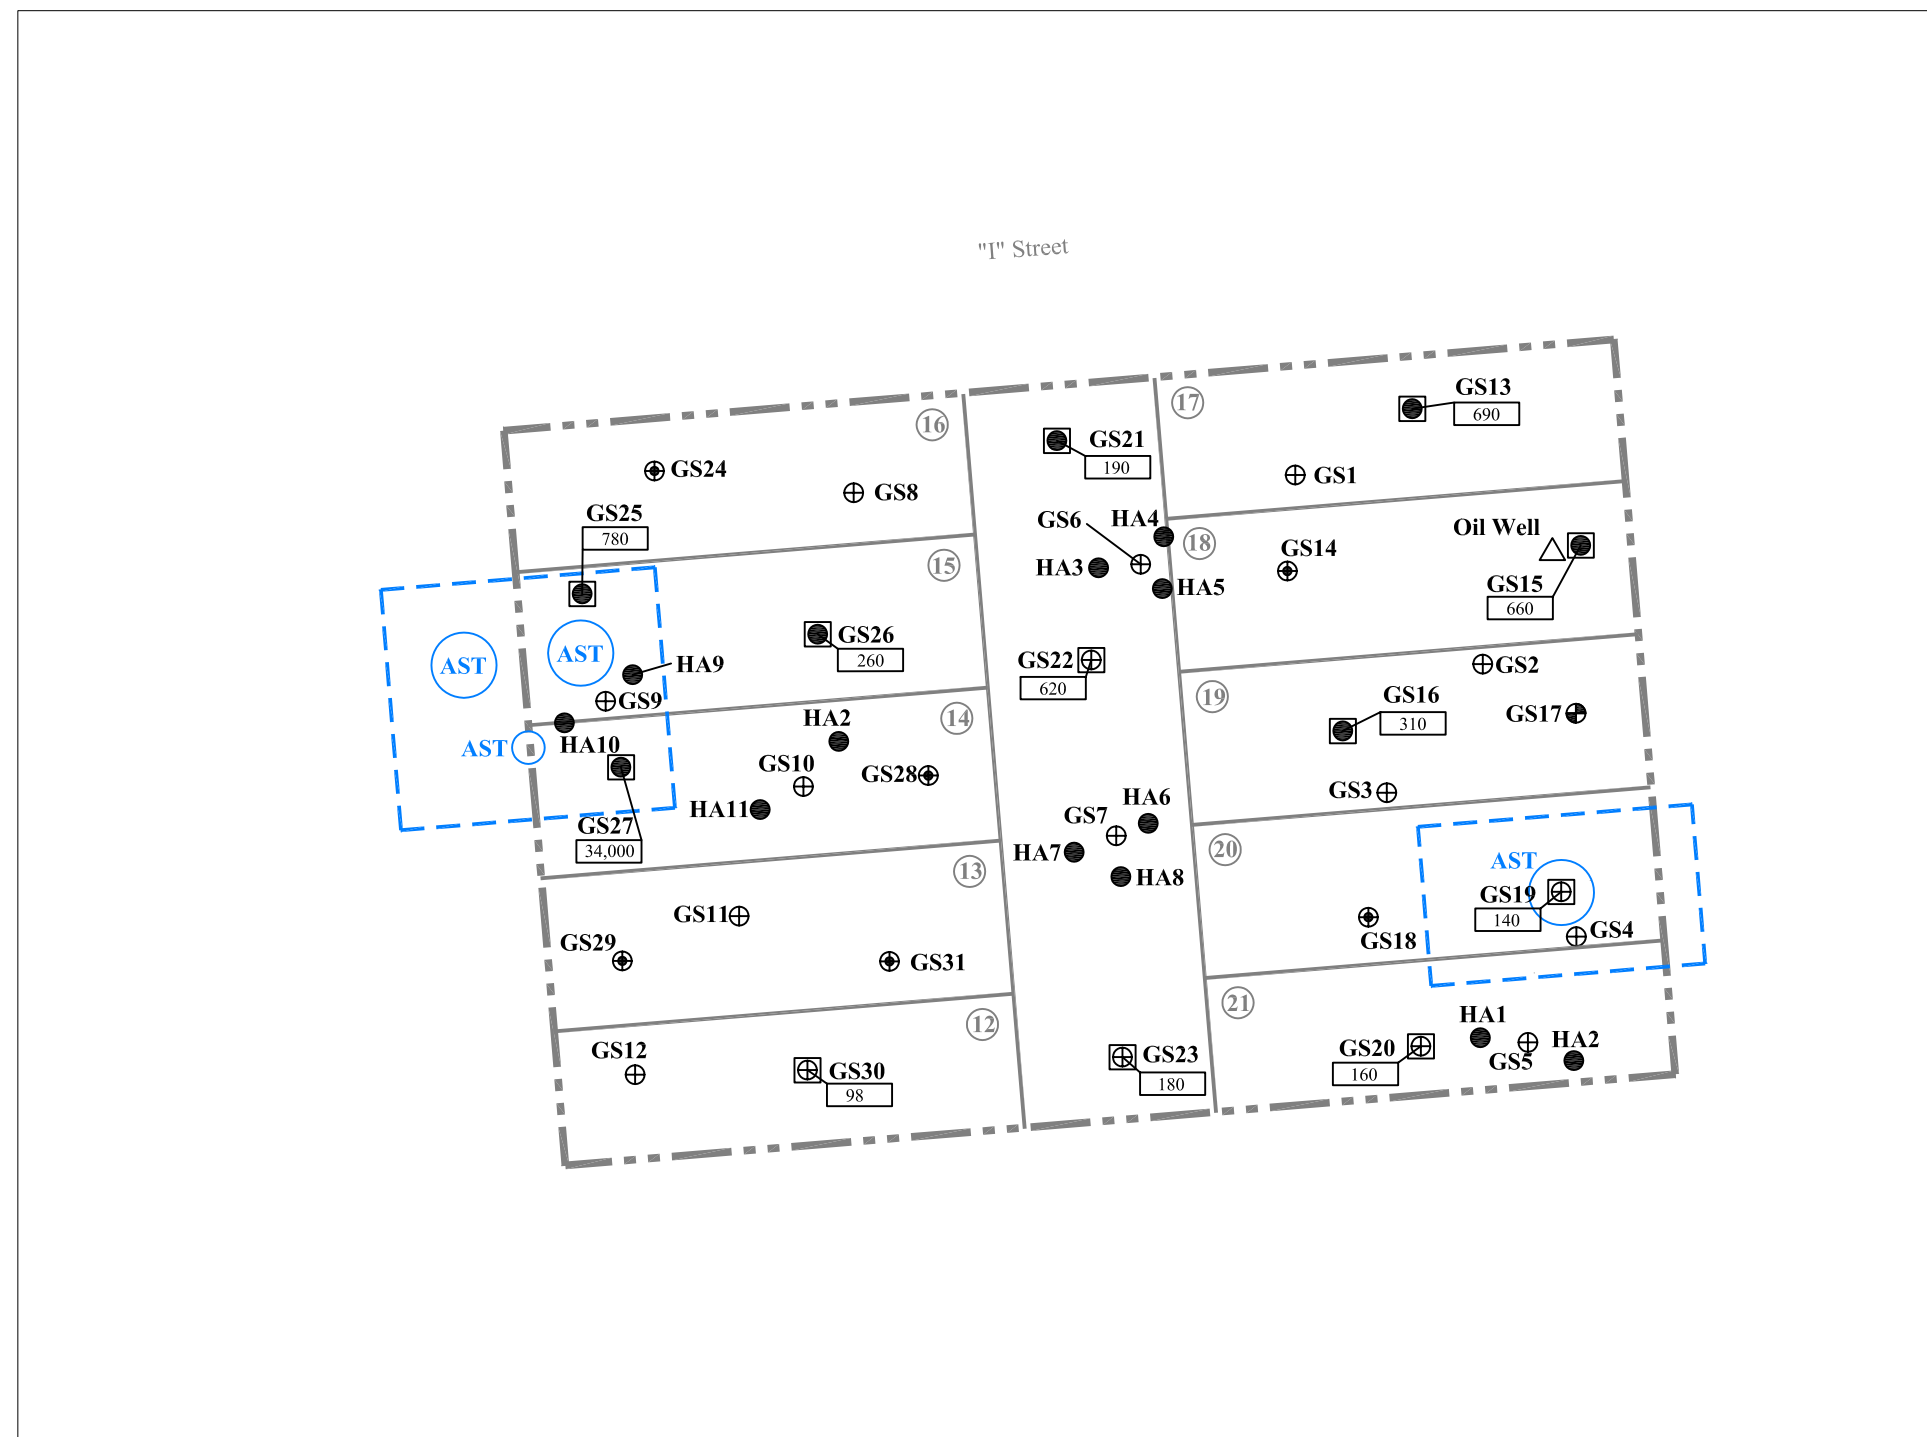 "I" Street
17
GS13
690
16
GS21
190
GS24
GS8
GS1
GS25
780
GS6
HA4
18
Oil Well
GS14
15
HA3
HA5
GS15
660
GS26
260
AST
AST
HA9
GS22
620
GS2
GS9
19
GS16
310
GS17
14
HA2
AST
HA10
GS10
GS28
GS3
HA11
HA6
GS7
GS27
34,000
HA7
20
AST
13
HA8
GS19
140
GS11
GS18
GS4
GS29
GS31
21
12
HA1
GS12
GS20
160
GS5
HA2
GS23
180
GS30
98